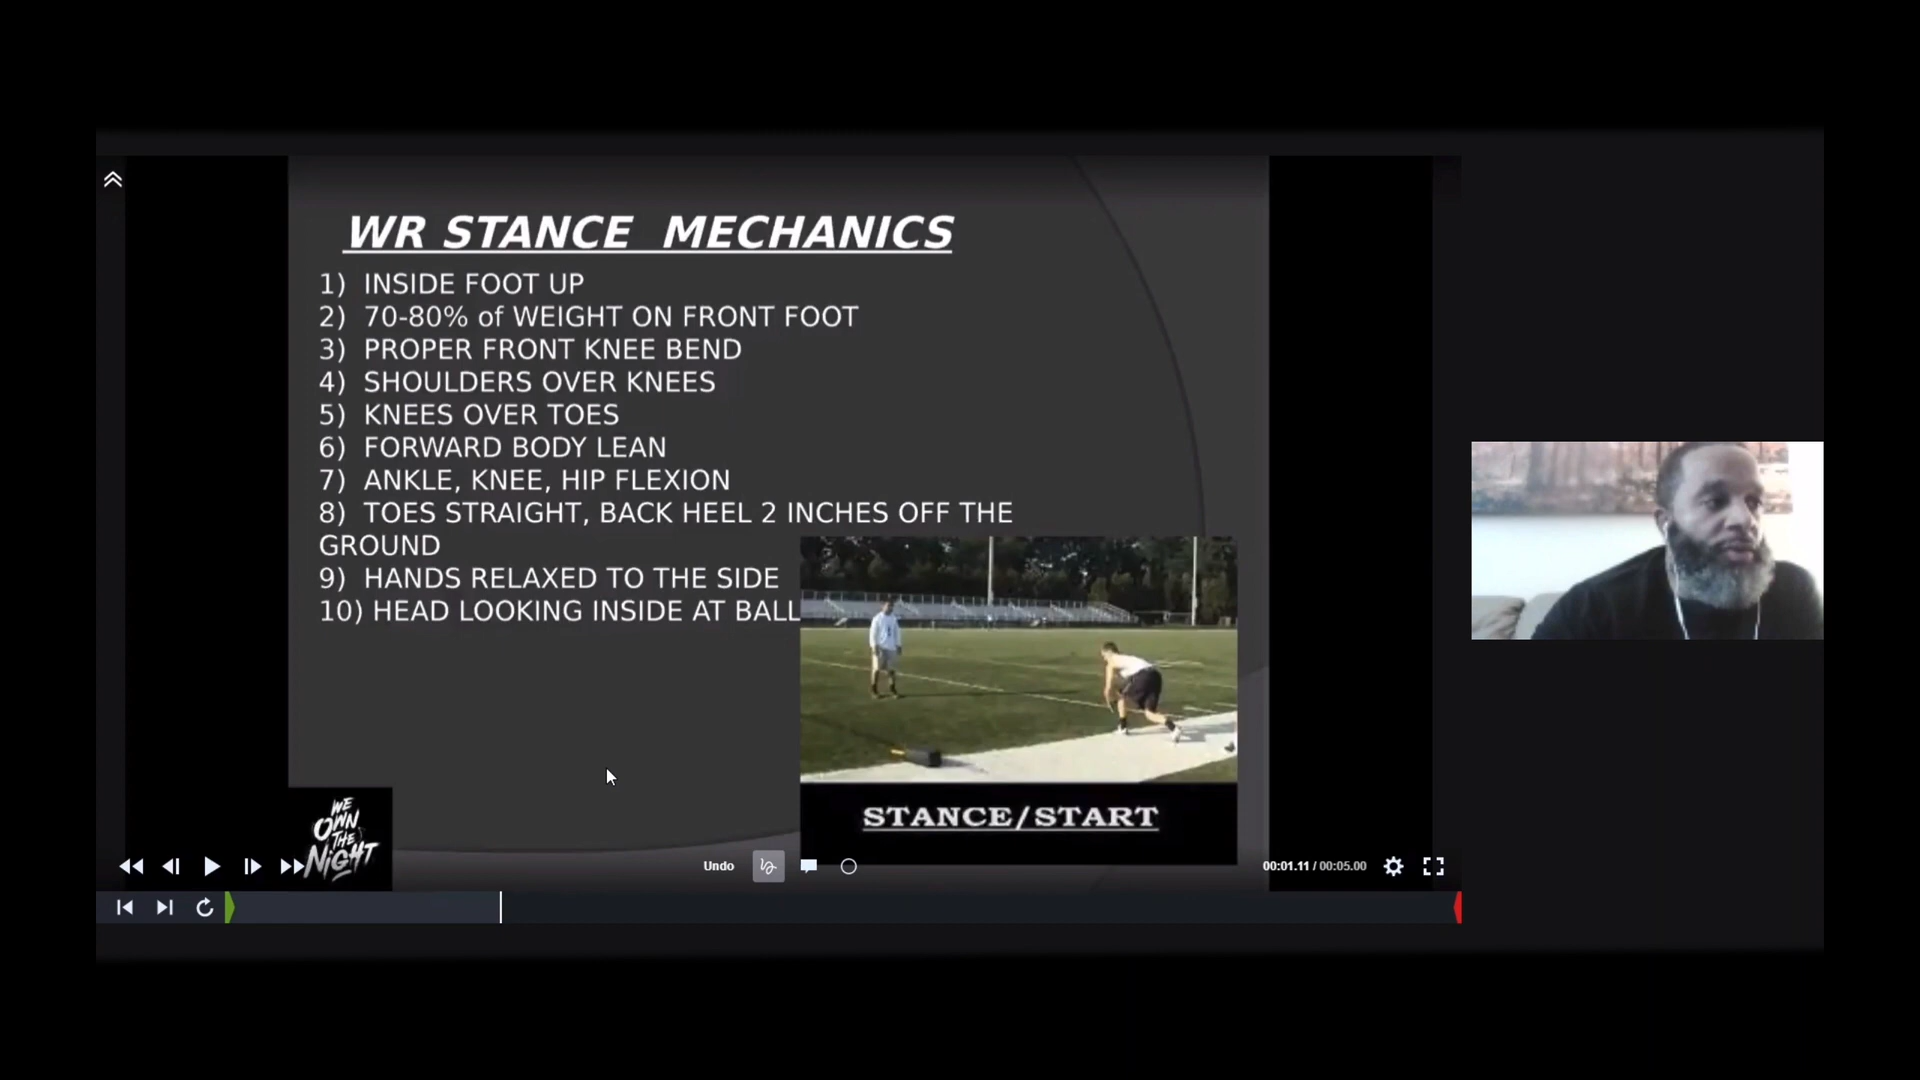 WR STANCE  MECHANICS
1) INSIDE FOOT UP
2) 70-80% of WEIGHT ON FRONT FOOT
3) PROPER FRONT KNEE BEND
4) SHOULDERS OVER KNEES
5) KNEES OVER TOES
6) FORWARD BODY LEAN
7) ANKLE, KNEE, HIP FLEXION
8) TOES STRAIGHT, BACK HEEL 2 INCHES OFF THE
GROUND
9) HANDS RELAXED TO THE SIDE
10) HEAD LOOKING INSIDE AT BALL
STANCE/START
WE
OWN
THE
NIGHT
Undo
00:01.11 / 00:05.00